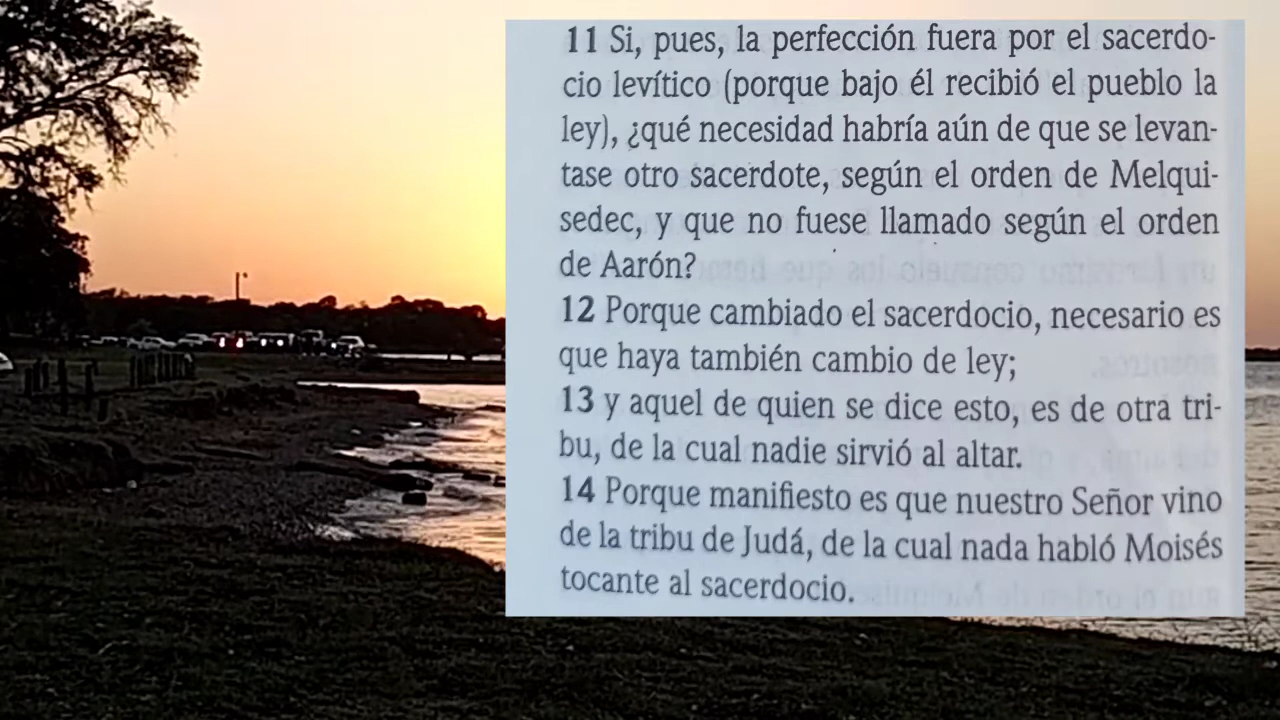 11 Si, pues, la perfección fuera por el sacerdo-
cio levítico (porque bajo él recibió el pueblo la
ley), ¿qué necesidad habría aún de que se levan-
tase otro sacerdote, según el orden de Melqui-
sedec, y que no fuese llamado según el orden
de Aarón?
12 Porque cambiado el sacerdocio, necesario es
que haya también cambio de ley;
13 y aquel de quien se dice esto, es de otra tri-
bu, de la cual nadie sirvió al altar.
14 Porque manifiesto es que nuestro Señor vino
de la tribu de Judá, de la cual nada habló Moisés
tocante al sacerdocio.